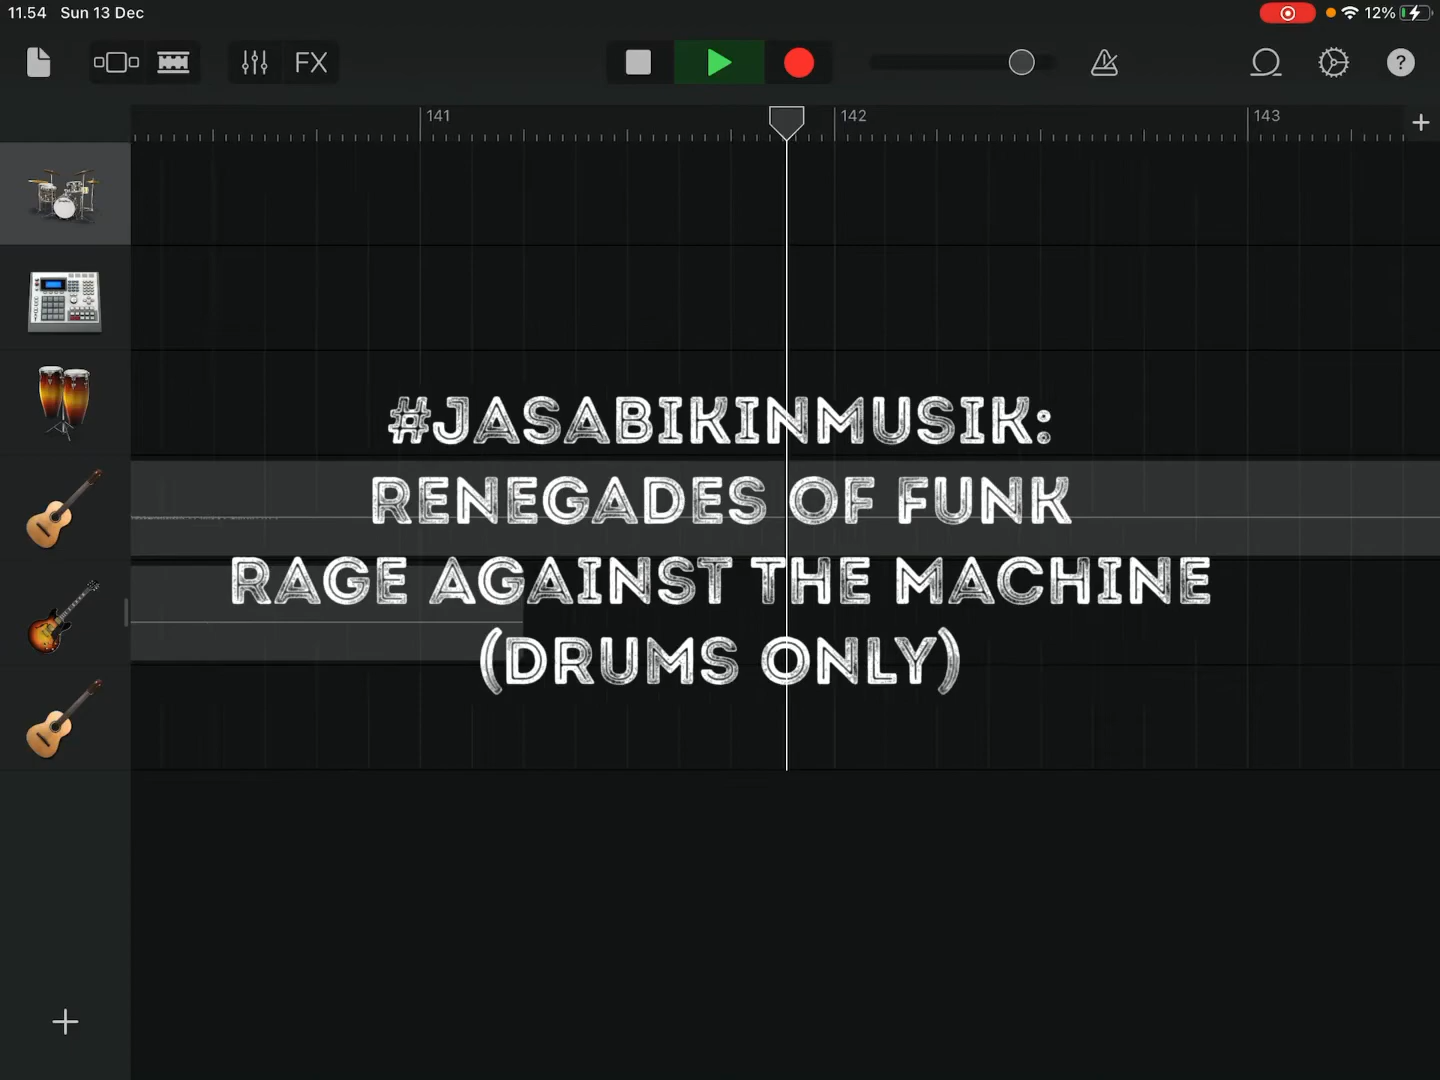 11.54 Sun 13 Dec
12%
FX
?
141 142 143
#JASABIKINMUSIK:
RENEGADES OF FUNK
RAGE AGAINST THE MACHINE
(DRUMS ONLY)